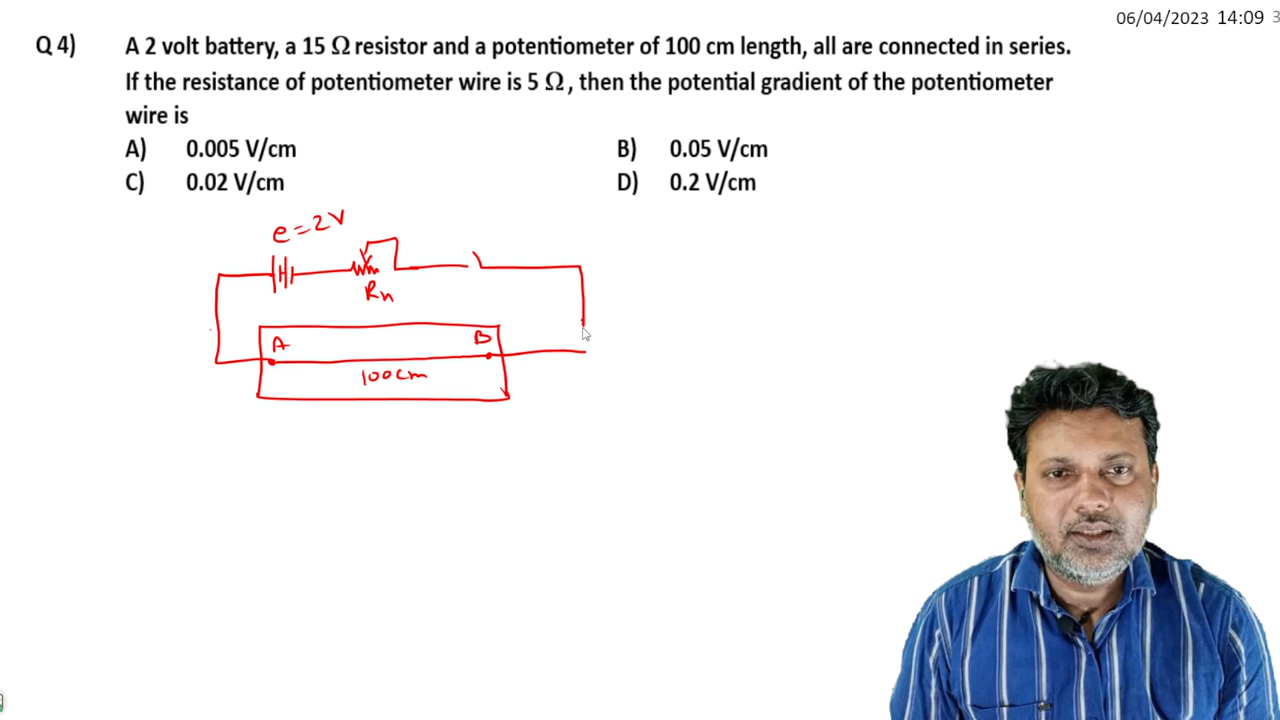 06/04/2023 14:09 3
Q 4) A 2 volt battery, a 15 Ω resistor and a potentiometer of 100 cm length, all are connected in series.
If the resistance of potentiometer wire is 5 Ω, then the potential gradient of the potentiometer
wire is
A) 0.005 V/cm B) 0.05 V/cm
C) 0.02 V/cm D) 0.2 V/cm
e=2V
Rh
A B
100cm